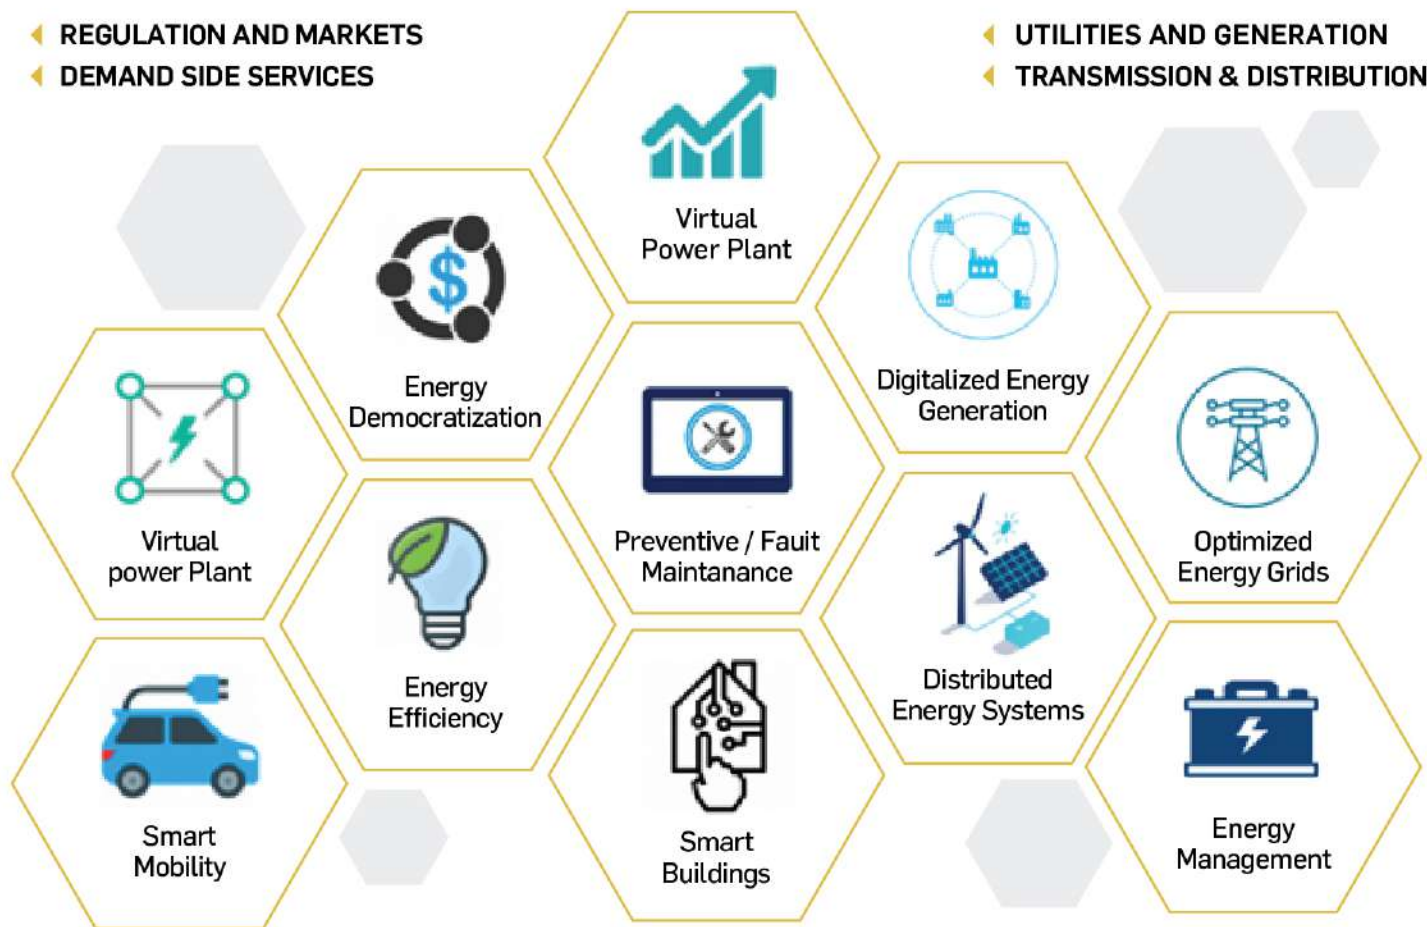 REGULATION AND MARKETS
DEMAND SIDE SERVICES
UTILITIES AND GENERATION
TRANSMISSION & DISTRIBUTION
Virtual
Power Plant
Energy
Democratization
Digitalized Energy
Generation
Virtual
power Plant
Preventive / Fauit
Maintanance
Optimized
Energy Grids
Energy
Efficiency
Distributed
Energy Systems
Smart
Mobility
Smart
Buildings
Energy
Management